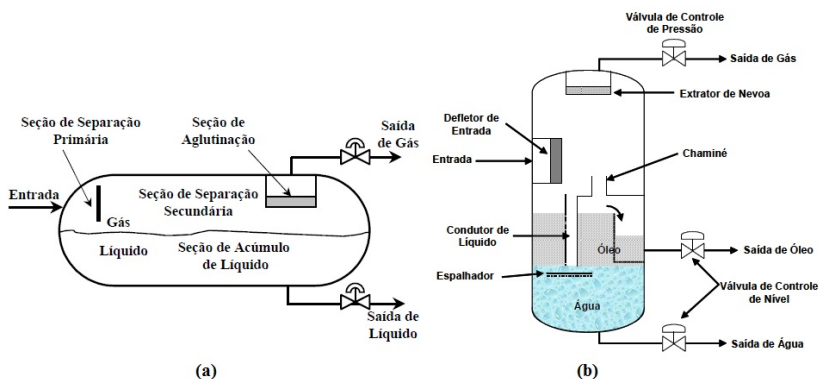 Seção de Separação
Primária
Seção de
Aglutinação
Saída
de Gás
Entrada
Seção de Separação
Secundária
Gás
Líquido
Seção de Acúmulo
de Líquido
Saída de
Líquido
(a)
Válvula de Controle
de Pressão
Saída de Gás
Extrator de Nevoa
Defletor de
Entrada
Entrada
Chaminé
Condutor de
Líquido
Óleo
Saída de Óleo
Espalhador
Água
Válvula de Controle
de Nível
Saída de Água
(b)